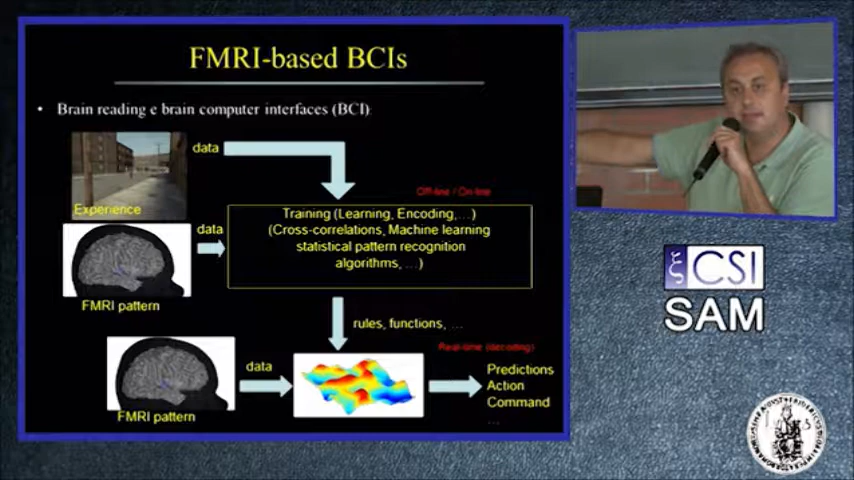 FMRI-based BCIs
• Brain reading e brain computer interfaces (BCI):
data
Experience
Off-line / On-line
Training (Learning, Encoding,...)
(Cross-correlations, Machine learning
statistical pattern recognition
algorithms, ...)
data
FMRI pattern
rules, functions, ...
Real-time (decoding)
data
FMRI pattern
Predictions
Action
Command
...
CSI
SAM